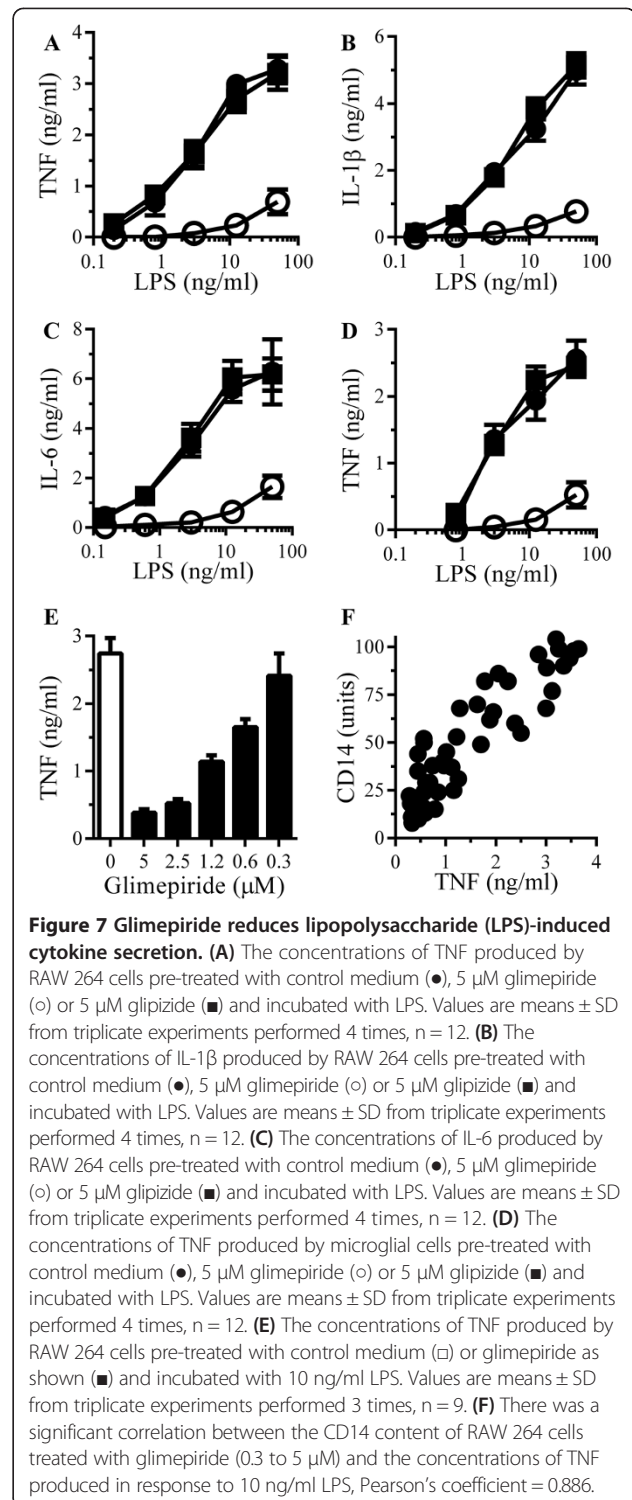 A
TNF (ng/ml)
4
3
2
1
0
0.1 1 10 100
LPS (ng/ml)
B
IL-1β (ng/ml)
6
4
2
0
0.1 1 10 100
LPS (ng/ml)
C
IL-6 (ng/ml)
8
6
4
2
0
0.1 1 10 100
LPS (ng/ml)
D
TNF (ng/ml)
3
2
1
0
0.1 1 10 100
LPS (ng/ml)
E
TNF (ng/ml)
3
2
1
0
0 5 2.5 1.2 0.6 0.3
Glimepiride (µM)
F
CD14 (units)
100
75
50
25
0
0 1 2 3 4
TNF (ng/ml)
Figure 7 Glimepiride reduces lipopolysaccharide (LPS)-induced
cytokine secretion. (A) The concentrations of TNF produced by
RAW 264 cells pre-treated with control medium (●), 5 µM glimepiride
(○) or 5 µM glipizide (■) and incubated with LPS. Values are means ± SD
from triplicate experiments performed 4 times, n = 12. (B) The
concentrations of IL-1β produced by RAW 264 cells pre-treated with
control medium (●), 5 µM glimepiride (○) or 5 µM glipizide (■) and
incubated with LPS. Values are means ± SD from triplicate experiments
performed 4 times, n = 12. (C) The concentrations of IL-6 produced by
RAW 264 cells pre-treated with control medium (●), 5 µM glimepiride
(○) or 5 µM glipizide (■) and incubated with LPS. Values are means ± SD
from triplicate experiments performed 4 times, n = 12. (D) The
concentrations of TNF produced by microglial cells pre-treated with
control medium (●), 5 µM glimepiride (○) or 5 µM glipizide (■) and
incubated with LPS. Values are means ± SD from triplicate experiments
performed 4 times, n = 12. (E) The concentrations of TNF produced by
RAW 264 cells pre-treated with control medium (□) or glimepiride as
shown (■) and incubated with 10 ng/ml LPS. Values are means ± SD
from triplicate experiments performed 3 times, n = 9. (F) There was a
significant correlation between the CD14 content of RAW 264 cells
treated with glimepiride (0.3 to 5 µM) and the concentrations of TNF
produced in response to 10 ng/ml LPS, Pearson's coefficient = 0.886.